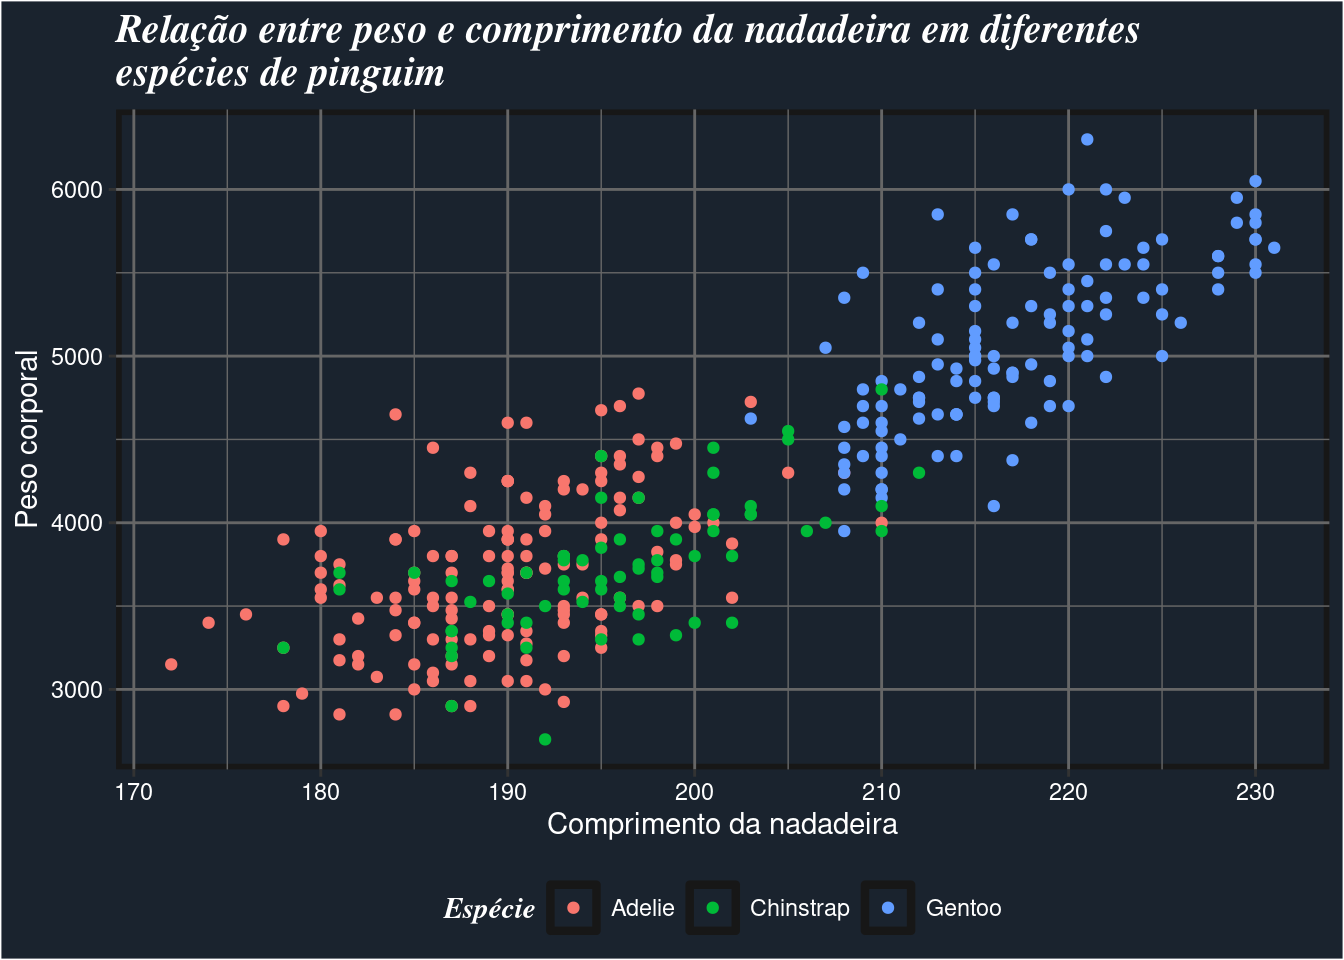 Relação entre peso e comprimento da nadadeira em diferentes
espécies de pinguim
Peso corporal
6000
5000
4000
3000
170 180 190 200 210 220 230
Comprimento da nadadeira
Espécie Adelie Chinstrap Gentoo